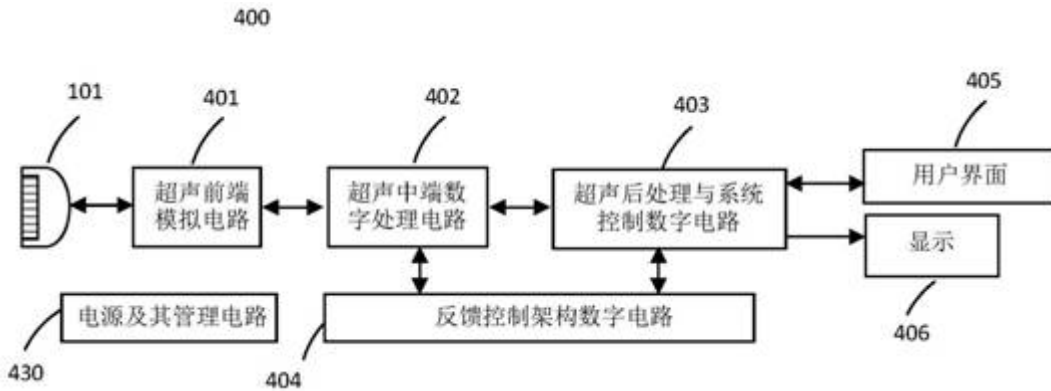 400
101
401
402
403
405
超声前端
模拟电路
超声中端数
字处理电路
超声后处理与系统
控制数字电路
用户界面
显示
电源及其管理电路
反馈控制架构数字电路
430
404
406